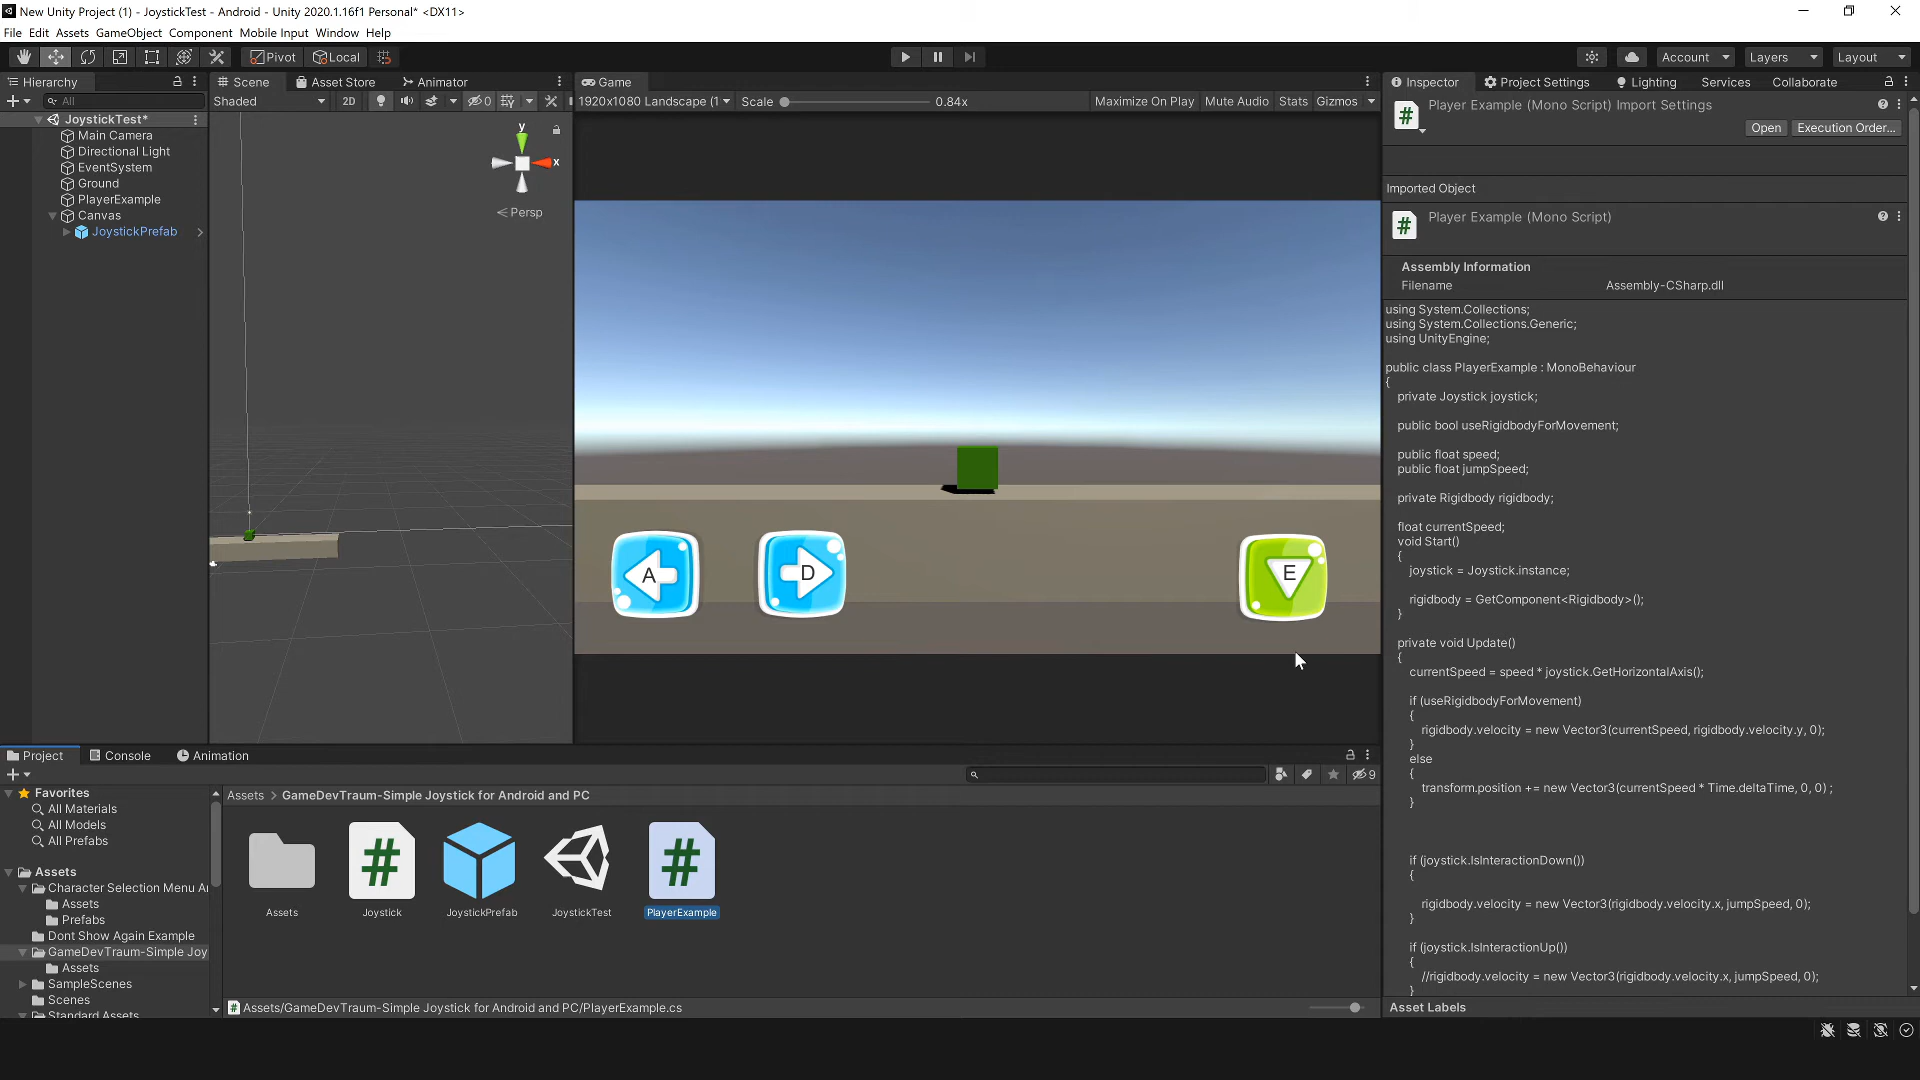 New Unity Project (1) - JoystickTest - Android - Unity 2020.1.16f1 Personal* <DX11>
File Edit Assets GameObject Component Mobile Input Window Help
Pivot Local Account Layers Layout
Hierarchy
All
JoystickTest*
Main Camera
Directional Light
EventSystem
Ground
PlayerExample
Canvas
JoystickPrefab
Scene Asset Store Animator
Shaded 2D 0
y
x
Persp
Game
1920x1080 Landscape (1 Scale 0.84x Maximize On Play Mute Audio Stats Gizmos
A
D
E
Inspector Project Settings Lighting Services Collaborate
Player Example (Mono Script) Import Settings
Open Execution Order...
Imported Object
Player Example (Mono Script)
Assembly Information
Filename Assembly-CSharp.dll
using System.Collections;
using System.Collections.Generic;
using UnityEngine;
public class PlayerExample : MonoBehaviour
{
private Joystick joystick;
public bool useRigidbodyForMovement;
public float speed;
public float jumpSpeed;
private Rigidbody rigidbody;
float currentSpeed;
void Start()
{
joystick = Joystick.instance;
rigidbody = GetComponent<Rigidbody>();
}
private void Update()
{
currentSpeed = speed * joystick.GetHorizontalAxis();
if (useRigidbodyForMovement)
{
rigidbody.velocity = new Vector3(currentSpeed, rigidbody.velocity.y, 0);
}
else
{
transform.position += new Vector3(currentSpeed * Time.deltaTime, 0, 0) ;
}
if (joystick.IsInteractionDown())
{
rigidbody.velocity = new Vector3(rigidbody.velocity.x, jumpSpeed, 0);
}
if (joystick.IsInteractionUp())
{
//rigidbody.velocity = new Vector3(rigidbody.velocity.x, jumpSpeed, 0);
}
Asset Labels
Project Console Animation
9
Favorites
All Materials
All Models
All Prefabs
Assets
Character Selection Menu Ar
Assets
Prefabs
Dont Show Again Example
GameDevTraum-Simple Joy
Assets
SampleScenes
Scenes
Standard Assets
Assets > GameDevTraum-Simple Joystick for Android and PC
Assets
Joystick
JoystickPrefab
JoystickTest
PlayerExample
Assets/GameDevTraum-Simple Joystick for Android and PC/PlayerExample.cs